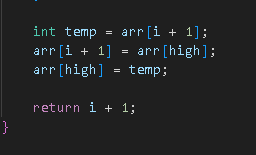 int temp = arr[i + 1];
arr[i + 1] = arr[high];
arr[high] = temp;
return i + 1;
}